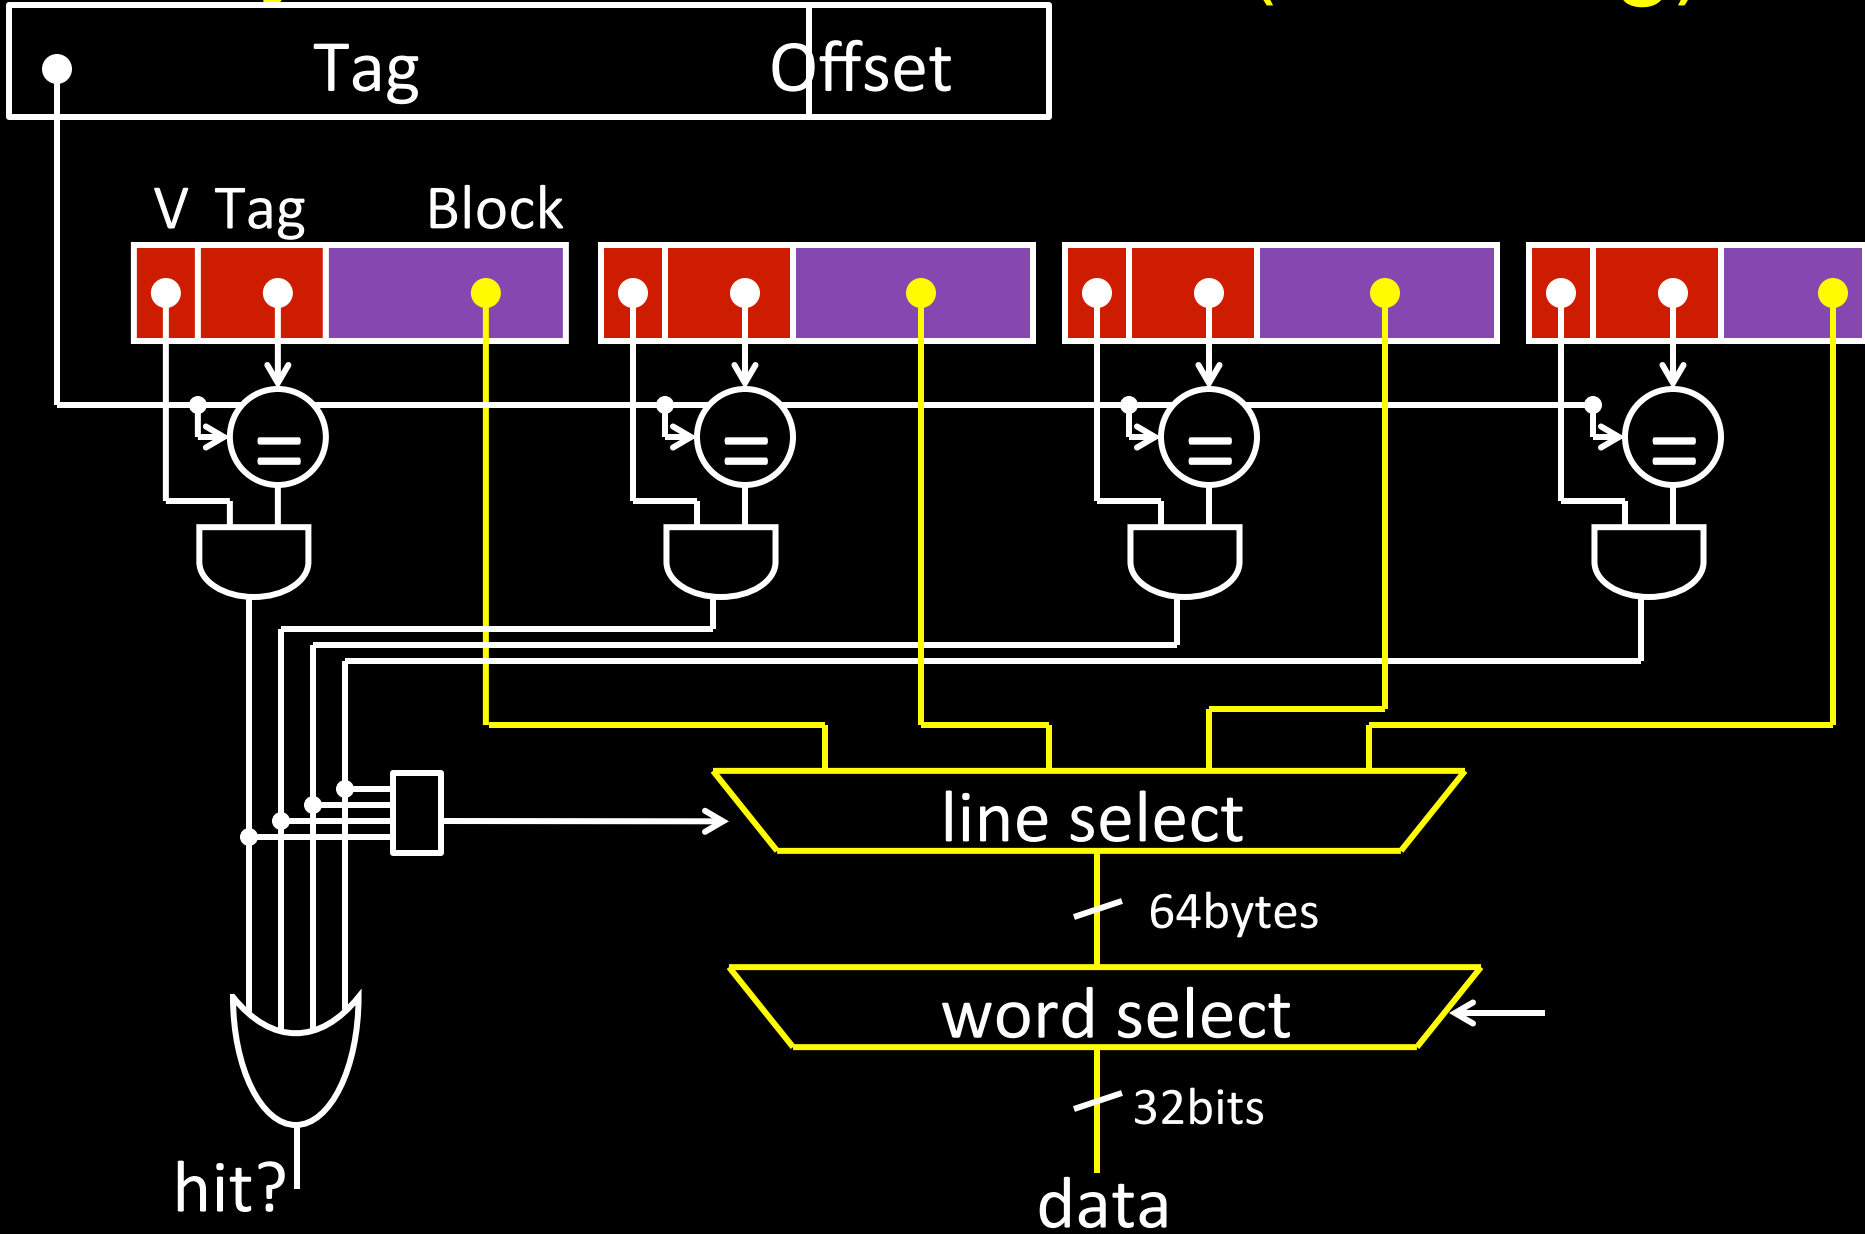 Tag Offset
V Tag Block
=
=
=
=
line select
64bytes
word select
32bits
hit?
data